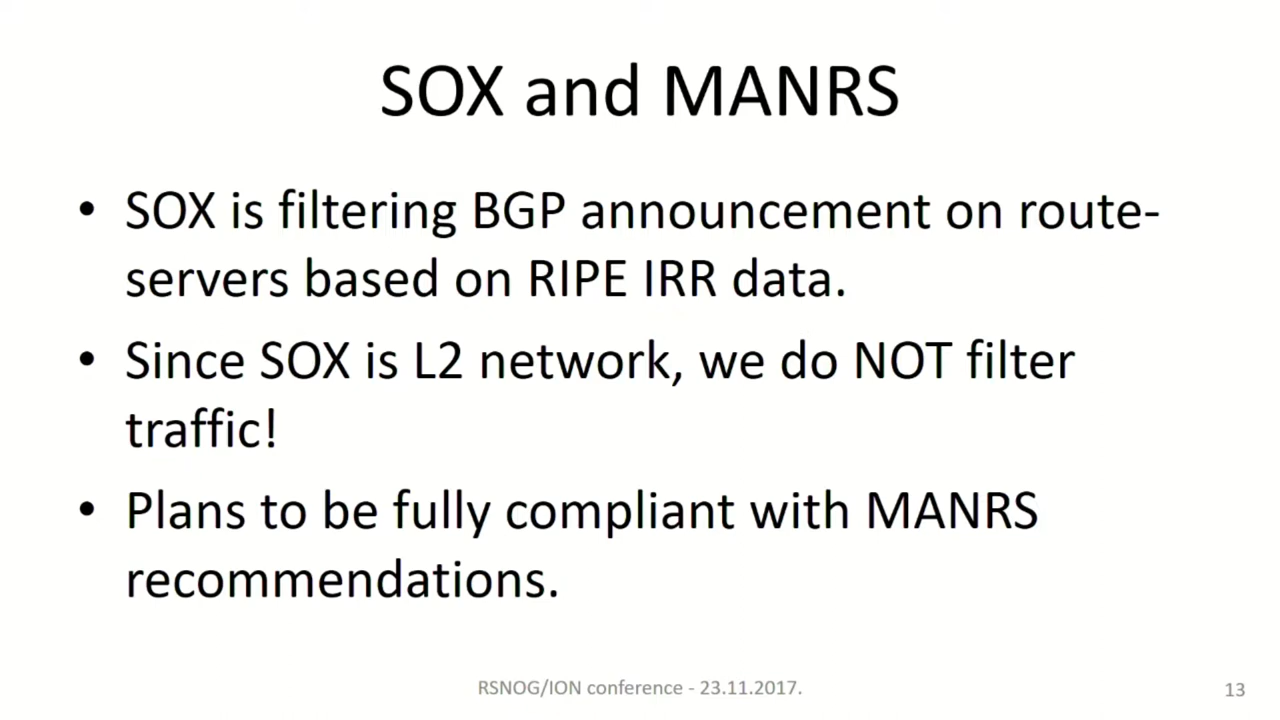 SOX and MANRS
• SOX is filtering BGP announcement on route-
servers based on RIPE IRR data.
• Since SOX is L2 network, we do NOT filter
traffic!
• Plans to be fully compliant with MANRS
recommendations.
RSNOG/ION conference - 23.11.2017.
13